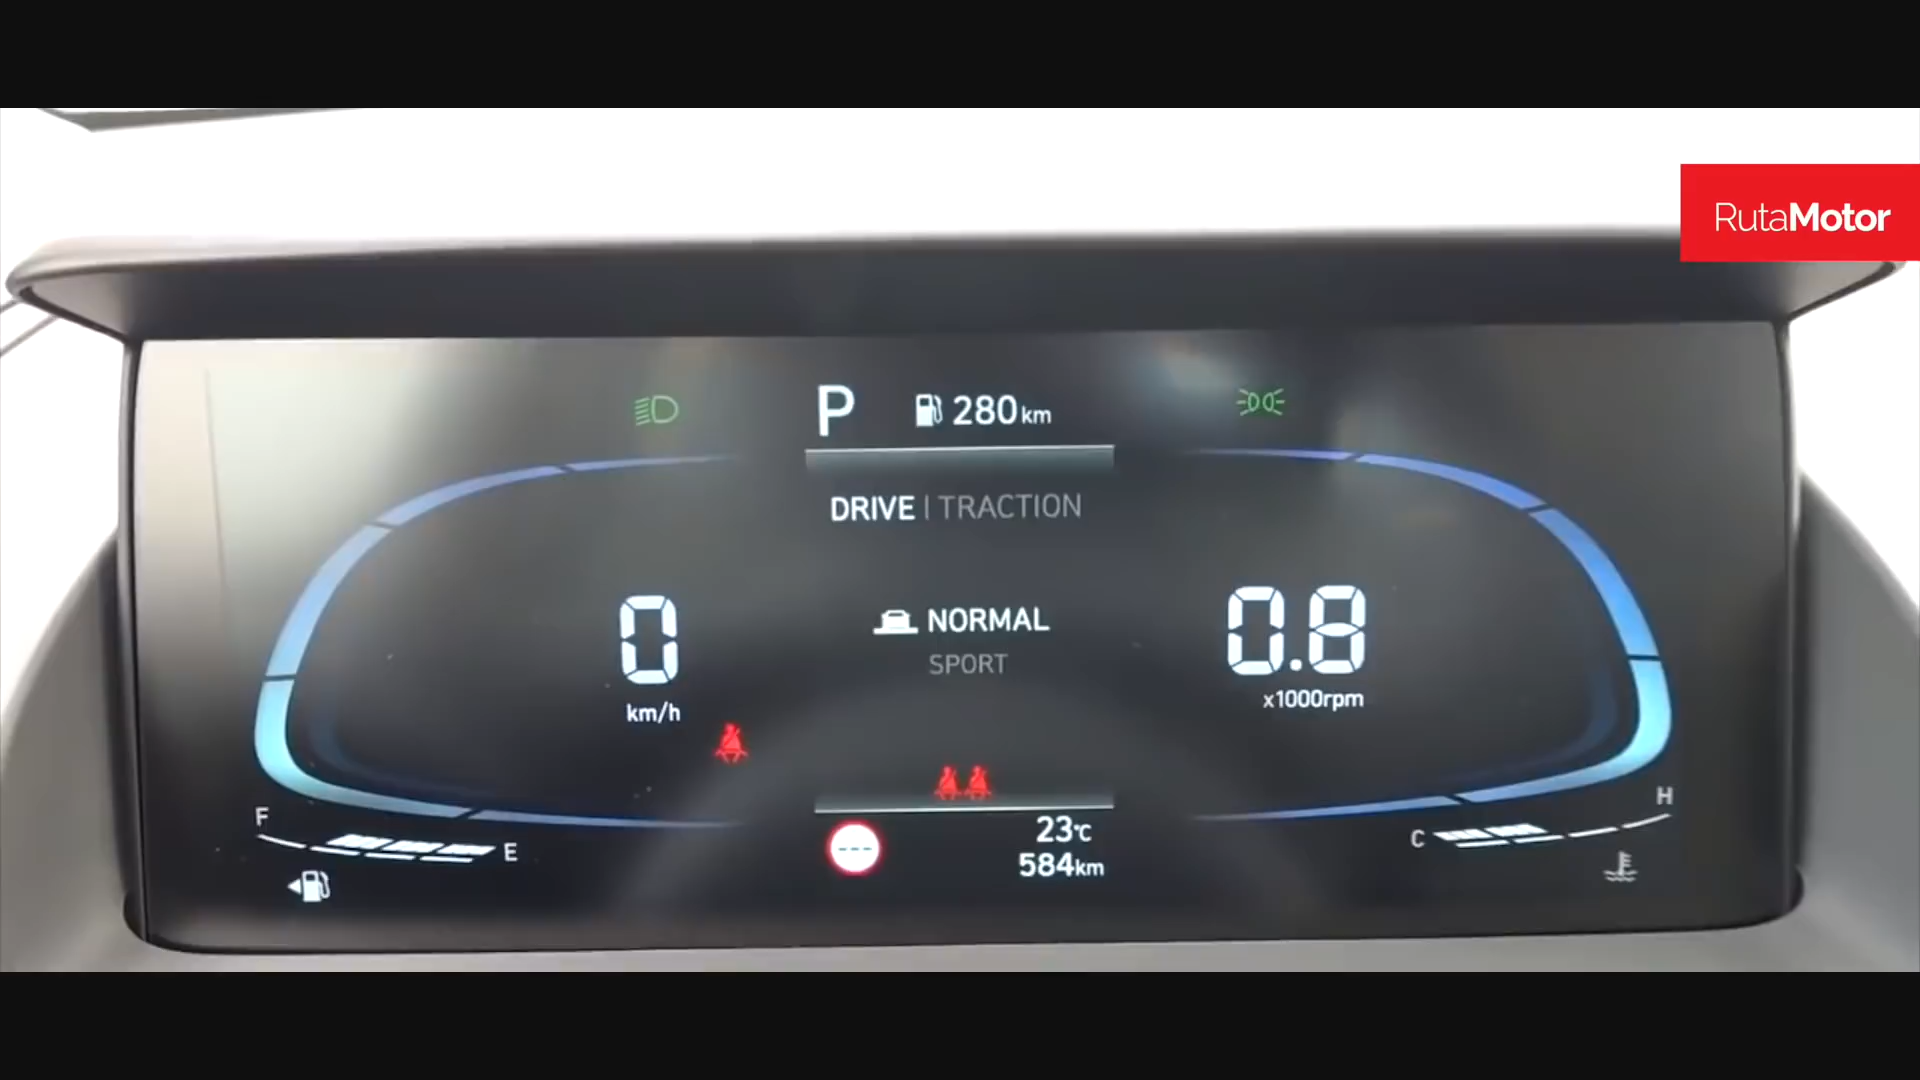 RutaMotor
P 280km
DRIVE | TRACTION
0
km/h
NORMAL
SPORT
0.8
x1000rpm
F
E
---
23°C
584km
C
H